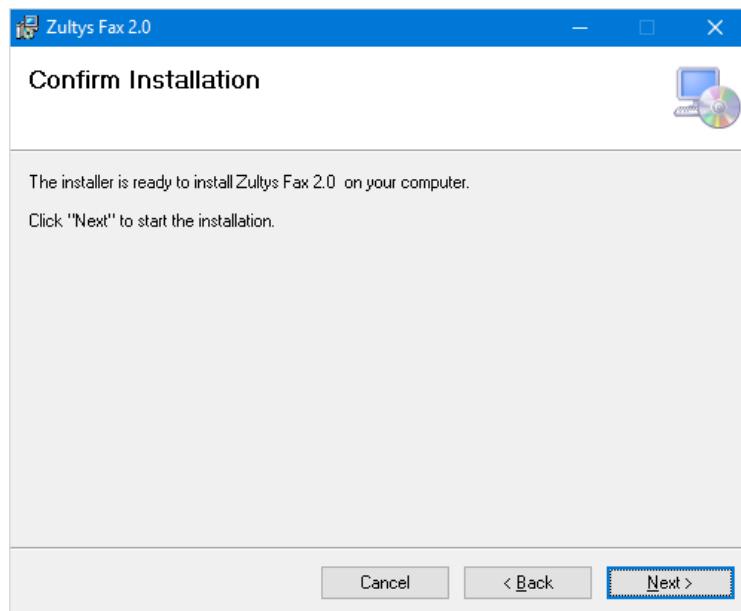 Zultys Fax 2.0
Confirm Installation
The installer is ready to install Zultys Fax 2.0  on your computer.
Click "Next" to start the installation.
Cancel
< Back
Next >